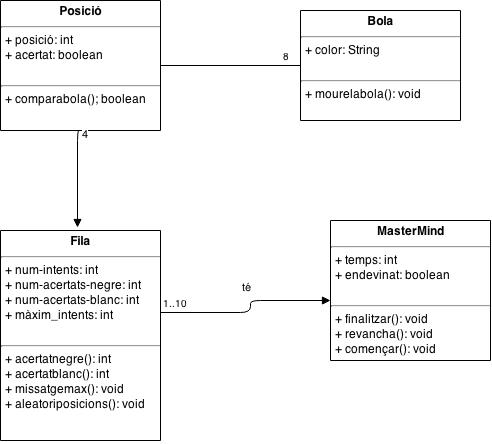 Posició
+ posició: int
+ acertat: boolean
+ comparabola(); boolean
8
Bola
+ color: String
+ mourelabola(): void
4
Fila
+ num-intents: int
+ num-acertats-negre: int
+ num-acertats-blanc: int
+ màxim_intents: int
+ acertatnegre(): int
+ acertatblanc(): int
+ missatgemax(): void
+ aleatoriposicions(): void
1..10
té
MasterMind
+ temps: int
+ endevinat: boolean
+ finalitzar(): void
+ revancha(): void
+ començar(): void